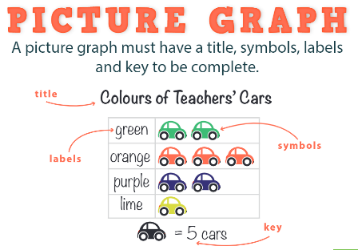 PICTURE GRAPH
A picture graph must have a title, symbols, labels
and key to be complete.
title
Colours of Teachers' Cars
green
symbols
labels
orange
purple
lime
= 5 cars
key